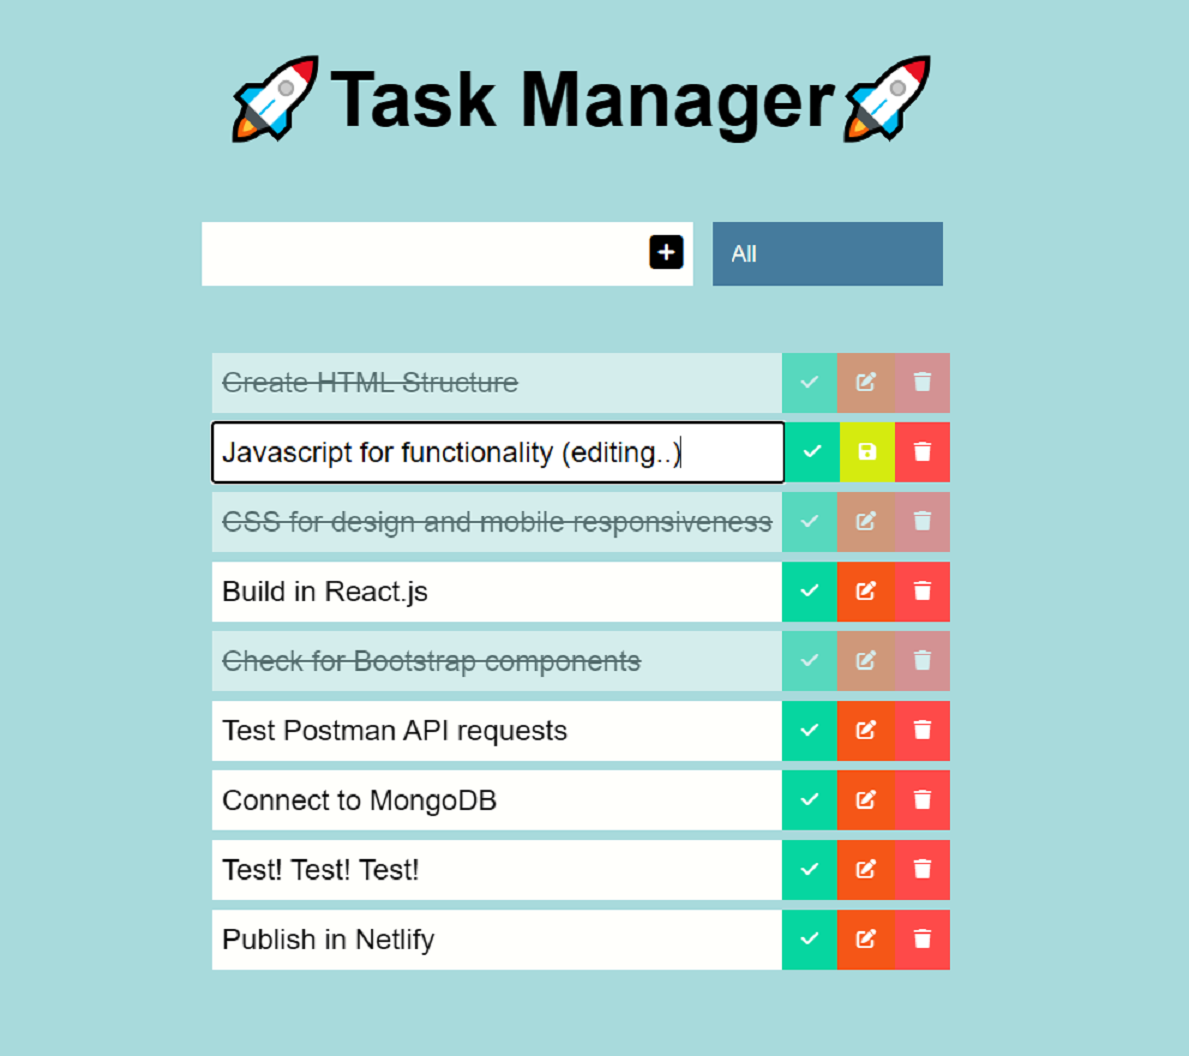 Task Manager
All
Create HTML Structure
Javascript for functionality (editing..)
CSS for design and mobile responsiveness
Build in React.js
Check for Bootstrap components
Test Postman API requests
Connect to MongoDB
Test! Test! Test!
Publish in Netlify